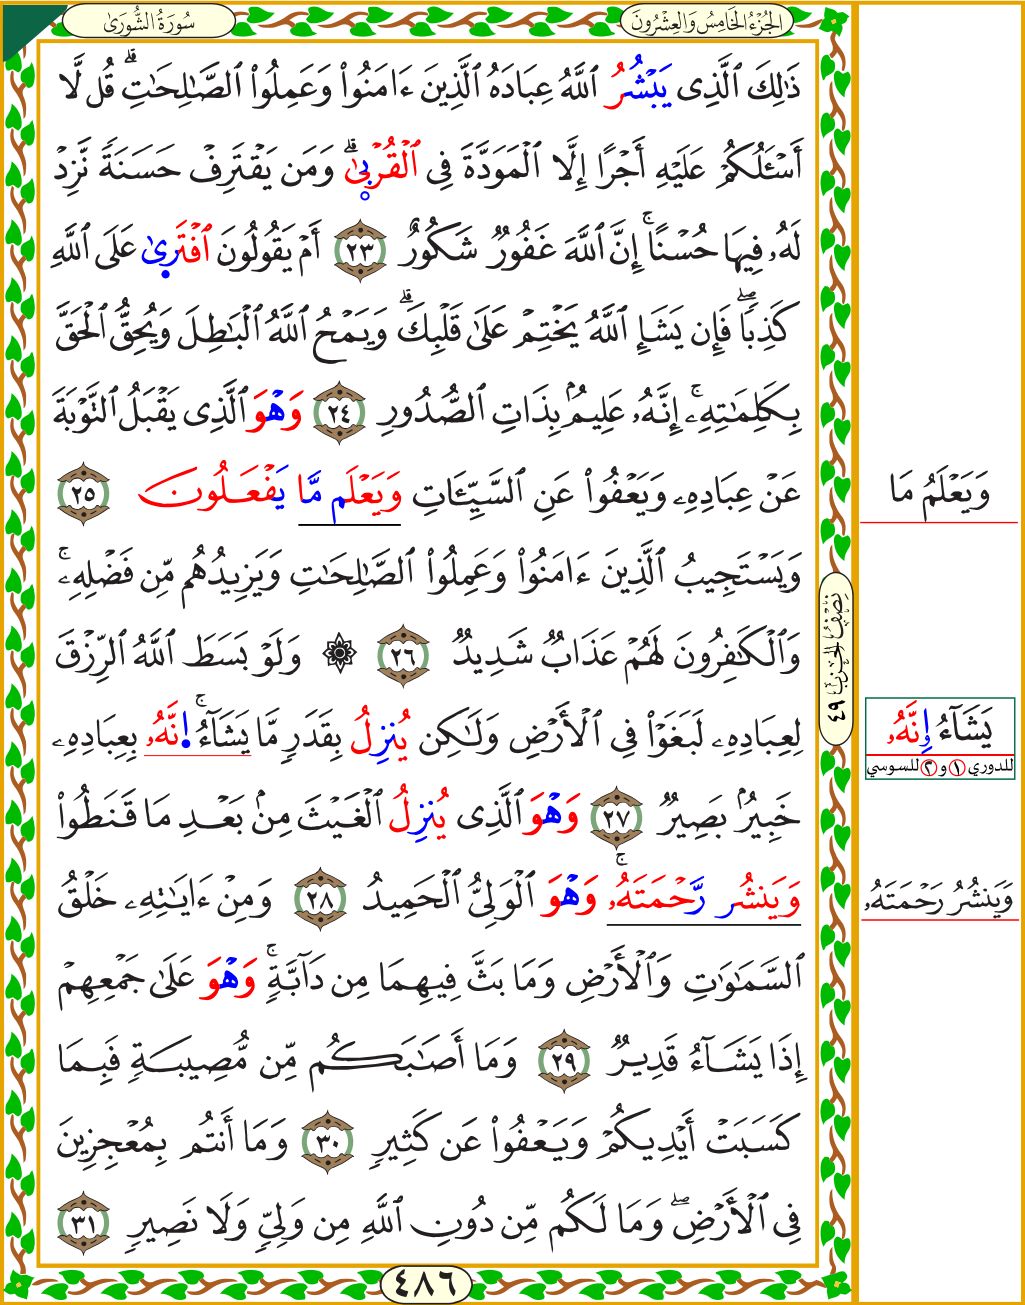 سُورَةُ الشُّورَىٰ
الجُزْءُ الخَامِسُ وَالعِشْرُونَ
ذَٰلِكَ ٱلَّذِى يَبْشُرُ ٱللَّهُ عِبَادَهُ ٱلَّذِينَ ءَامَنُوا۟ وَعَمِلُوا۟ ٱلصَّـٰلِحَـٰتِۗ قُل لَّا
أَسْـَٔلُكُمْ عَلَيْهِ أَجْرًا إِلَّا ٱلْمَوَدَّةَ فِى ٱلْقُرْبَىٰۗ وَمَن يَقْتَرِفْ حَسَنَةً نَّزِدْ
لَهُۥ فِيهَا حُسْنًاۚ إِنَّ ٱللَّهَ غَفُورٌ شَكُورٌ ٢٣ أَمْ يَقُولُونَ ٱفْتَرَىٰ عَلَى ٱللَّهِ
كَذِبًاۖ فَإِن يَشَإِ ٱللَّهُ يَخْتِمْ عَلَىٰ قَلْبِكَۗ وَيَمْحُ ٱللَّهُ ٱلْبَـٰطِلَ وَيُحِقُّ ٱلْحَقَّ
بِكَلِمَـٰتِهِۦٓۚ إِنَّهُۥ عَلِيمٌۢ بِذَاتِ ٱلصُّدُورِ ٢٤ وَهْوَ ٱلَّذِى يَقْبَلُ ٱلتَّوْبَةَ
عَنْ عِبَادِهِۦ وَيَعْفُوا۟ عَنِ ٱلسَّيِّـَٔاتِ وَيَعْلَم مَّا يَفْعَلُونَ ٢٥
وَيَعْلَمُ مَا
وَيَسْتَجِيبُ ٱلَّذِينَ ءَامَنُوا۟ وَعَمِلُوا۟ ٱلصَّـٰلِحَـٰتِ وَيَزِيدُهُم مِّن فَضْلِهِۦۚ
وَٱلْكَـٰفِرُونَ لَهُمْ عَذَابٌ شَدِيدٌ ٢٦ ۞ وَلَوْ بَسَطَ ٱللَّهُ ٱلرِّزْقَ
نِصْفُ الحِزْبِ ٤٩
لِعِبَادِهِۦ لَبَغَوْا۟ فِى ٱلْأَرْضِ وَلَـٰكِن يُنزِلُ بِقَدَرٍ مَّا يَشَآءُۚ ٱنَّهُۥ بِعِبَادِهِۦ
يَشَآءُ إِنَّهُۥ
للدوري ١ و ٢ للسوسي
خَبِيرٌۢ بَصِيرٌ ٢٧ وَهْوَ ٱلَّذِى يُنزِلُ ٱلْغَيْثَ مِنۢ بَعْدِ مَا قَنَطُوا۟
وَيَنشُر رَّحْمَتَهُۥۚ وَهْوَ ٱلْوَلِىُّ ٱلْحَمِيدُ ٢٨ وَمِنْ ءَايَـٰتِهِۦ خَلْقُ
وَيَنشُرُ رَحْمَتَهُۥ
ٱلسَّمَـٰوَٰتِ وَٱلْأَرْضِ وَمَا بَثَّ فِيهِمَا مِن دَآبَّةٍۚ وَهْوَ عَلَىٰ جَمْعِهِمْ
إِذَا يَشَآءُ قَدِيرٌ ٢٩ وَمَا أَصَـٰبَكُم مِّن مُّصِيبَةٍ فَبِمَا
كَسَبَتْ أَيْدِيكُمْ وَيَعْفُوا۟ عَن كَثِيرٍ ٣٠ وَمَا أَنتُم بِمُعْجِزِينَ
فِى ٱلْأَرْضِۖ وَمَا لَكُم مِّن دُونِ ٱللَّهِ مِن وَلِىٍّ وَلَا نَصِيرٍ ٣١
٤٨٦